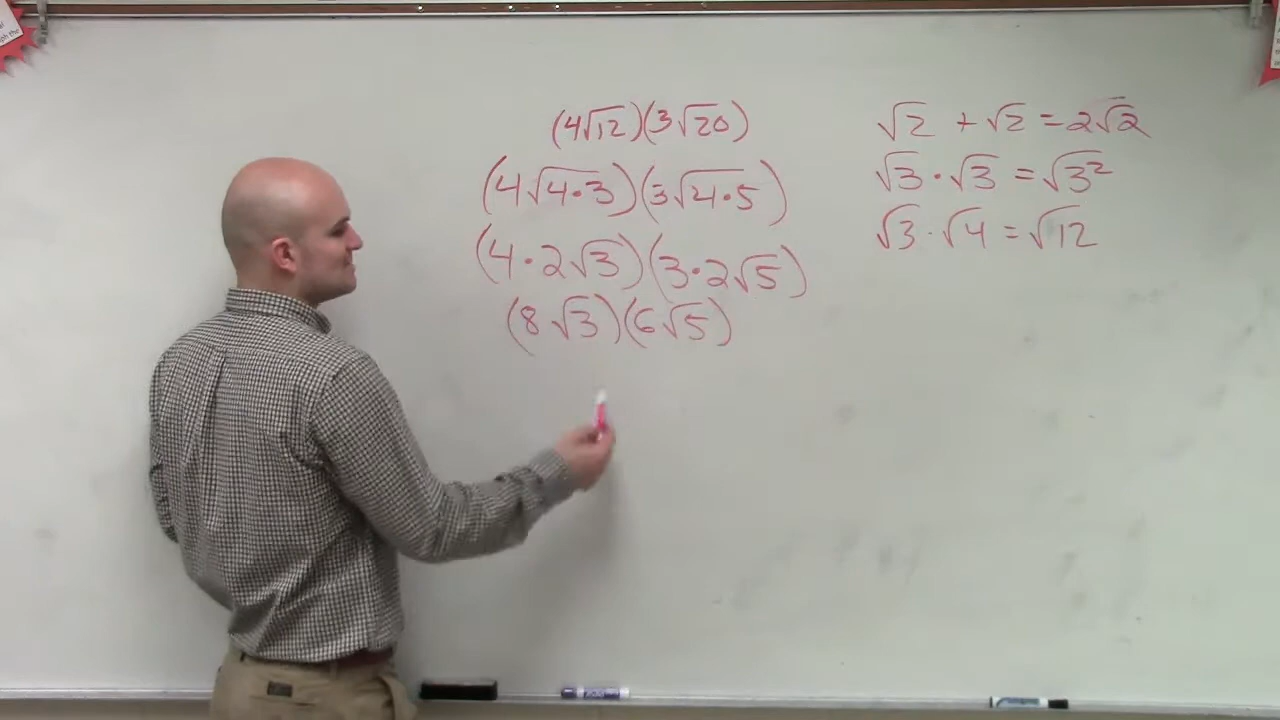 (4√12)(3√20)
(4√4·3)(3√4·5)
(4·2√3)(3·2√5)
(8√3)(6√5)
√2 + √2 = 2√2
√3 · √3 = √3²
√3 · √4 = √12